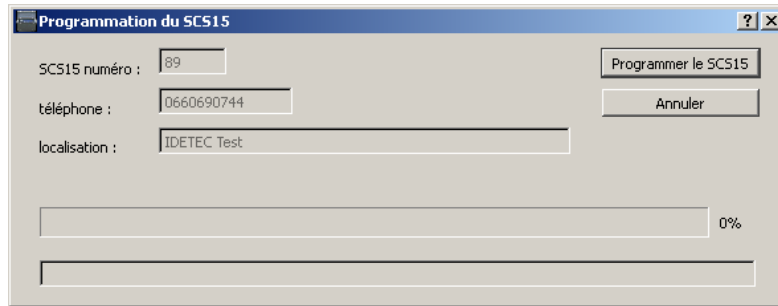 Programmation du SCS15
SCS15 numéro : 89
Programmer le SCS15
téléphone : 0660690744
Annuler
localisation : IDETEC Test
0%